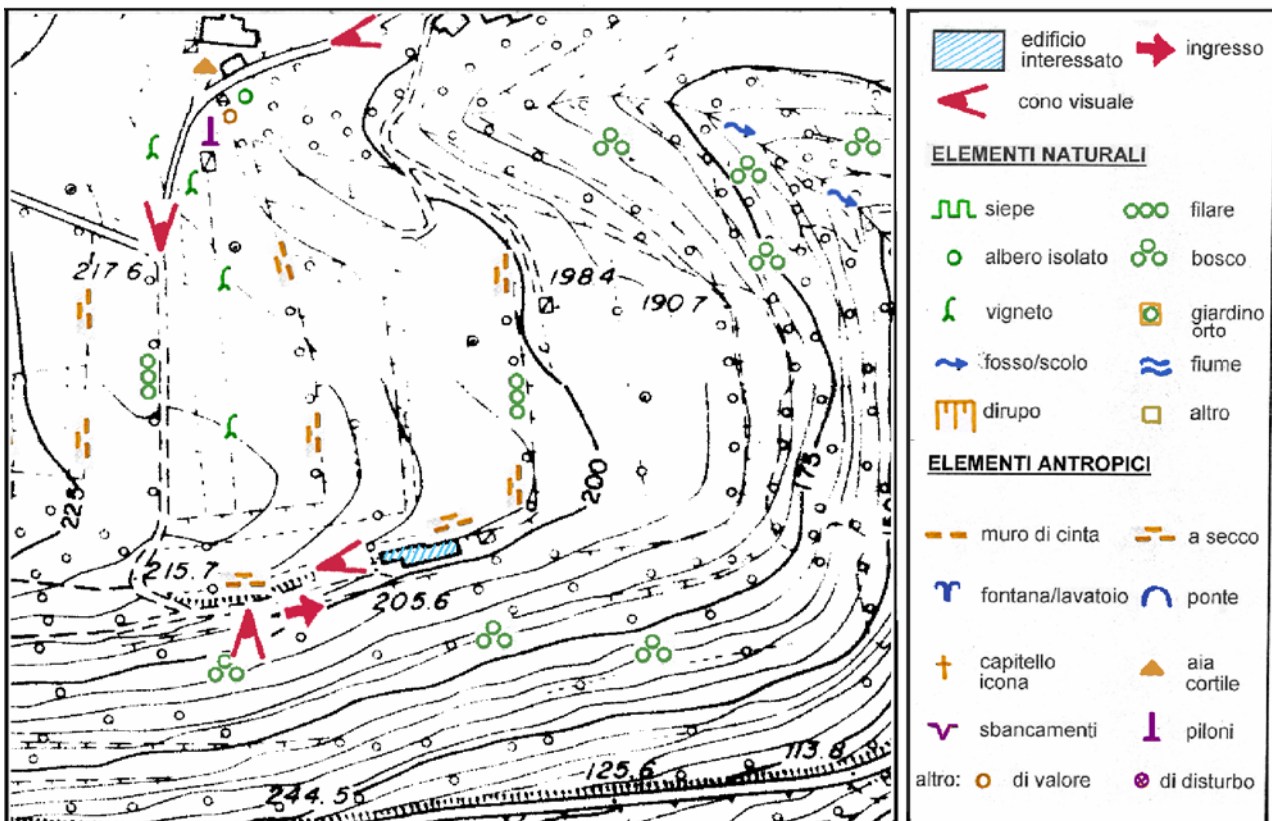 217.6
198.4
190.7
225
200
175
215.7
205.6
113.8
125.6
244.5
edificio
interessato
ingresso
cono visuale
ELEMENTI NATURALI
siepe
filare
albero isolato
bosco
vigneto
giardino
orto
fosso/scolo
fiume
dirupo
altro
ELEMENTI ANTROPICI
muro di cinta
a secco
fontana/lavatoio
ponte
capitello
icona
aia
cortile
sbancamenti
piloni
altro:
di valore
di disturbo